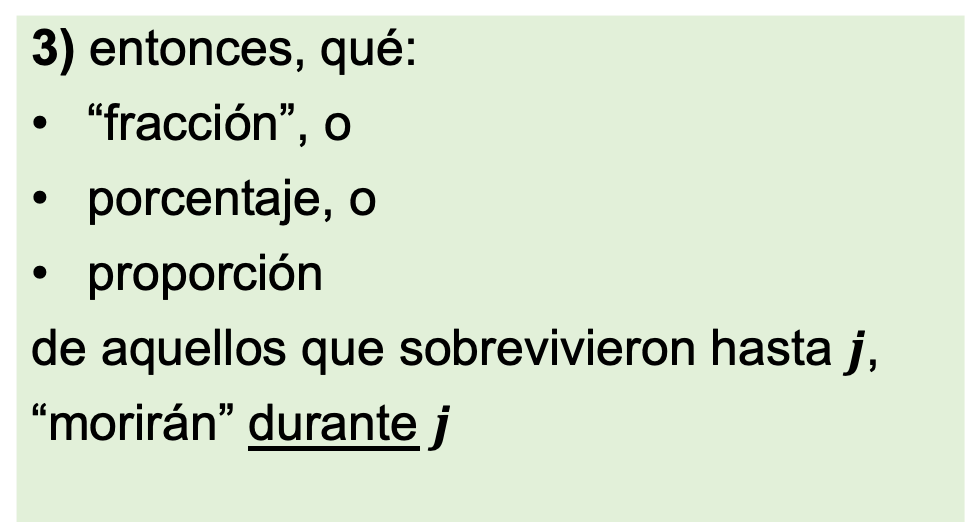 3) entonces, qué:
• “fracción”, o
• porcentaje, o
• proporción
de aquellos que sobrevivieron hasta j,
“morirán” durante j